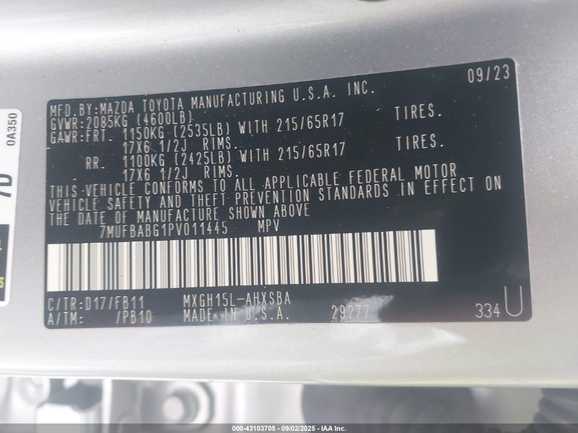 09/23
MFD.BY:MAZDA TOYOTA MANUFACTURING U.S.A. INC.
GVWR:2085KG (4600LB)
GAWR:FRT. 1150KG (2535LB) WITH 215/65R17 TIRES.
17X6 1/2J RIMS.
RR. 1100KG (2425LB) WITH 215/65R17 TIRES.
17X6 1/2J RIMS.
THIS VEHICLE CONFORMS TO ALL APPLICABLE FEDERAL MOTOR
VEHICLE SAFETY AND THEFT PREVENTION STANDARDS IN EFFECT ON
THE DATE OF MANUFACTURE SHOWN ABOVE
7MUFBABG1PV011445 MPV
C/TR:D17/FB11 MXGH15L-AHXSBA
A/TM: /PB10 MADE IN U.S.A. 29277 334U
0A350
000-43103705 - 09/02/2025 - IAA Inc.